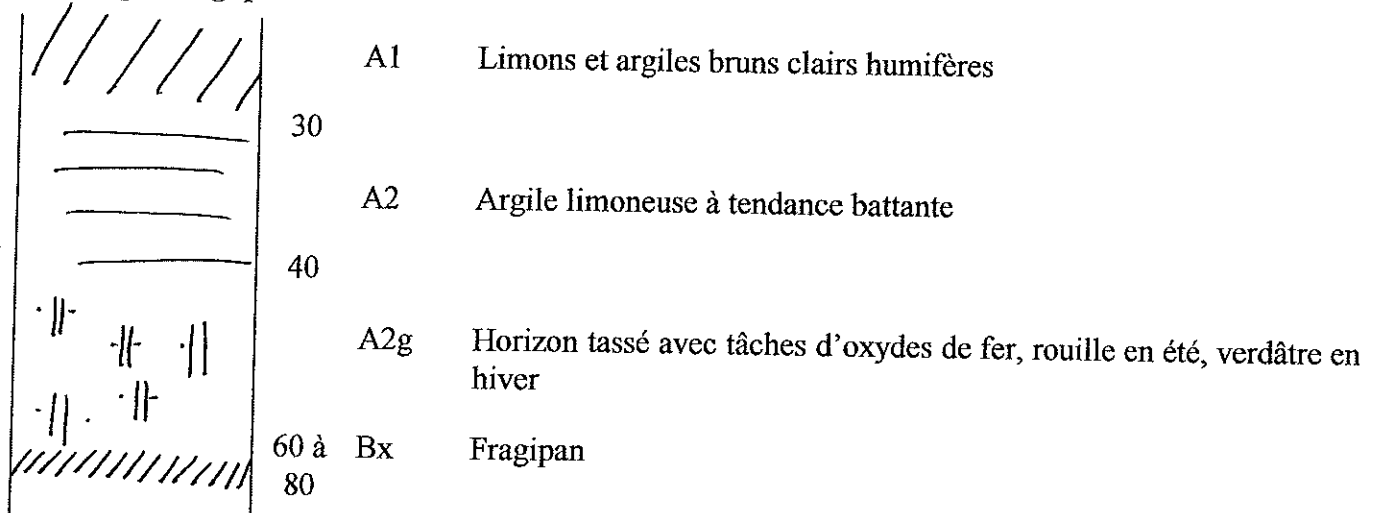 A1 Limons et argiles bruns clairs humifères
30
A2 Argile limoneuse à tendance battante
40
A2g Horizon tassé avec tâches d'oxydes de fer, rouille en été, verdâtre en
hiver
60 à Bx Fragipan
80